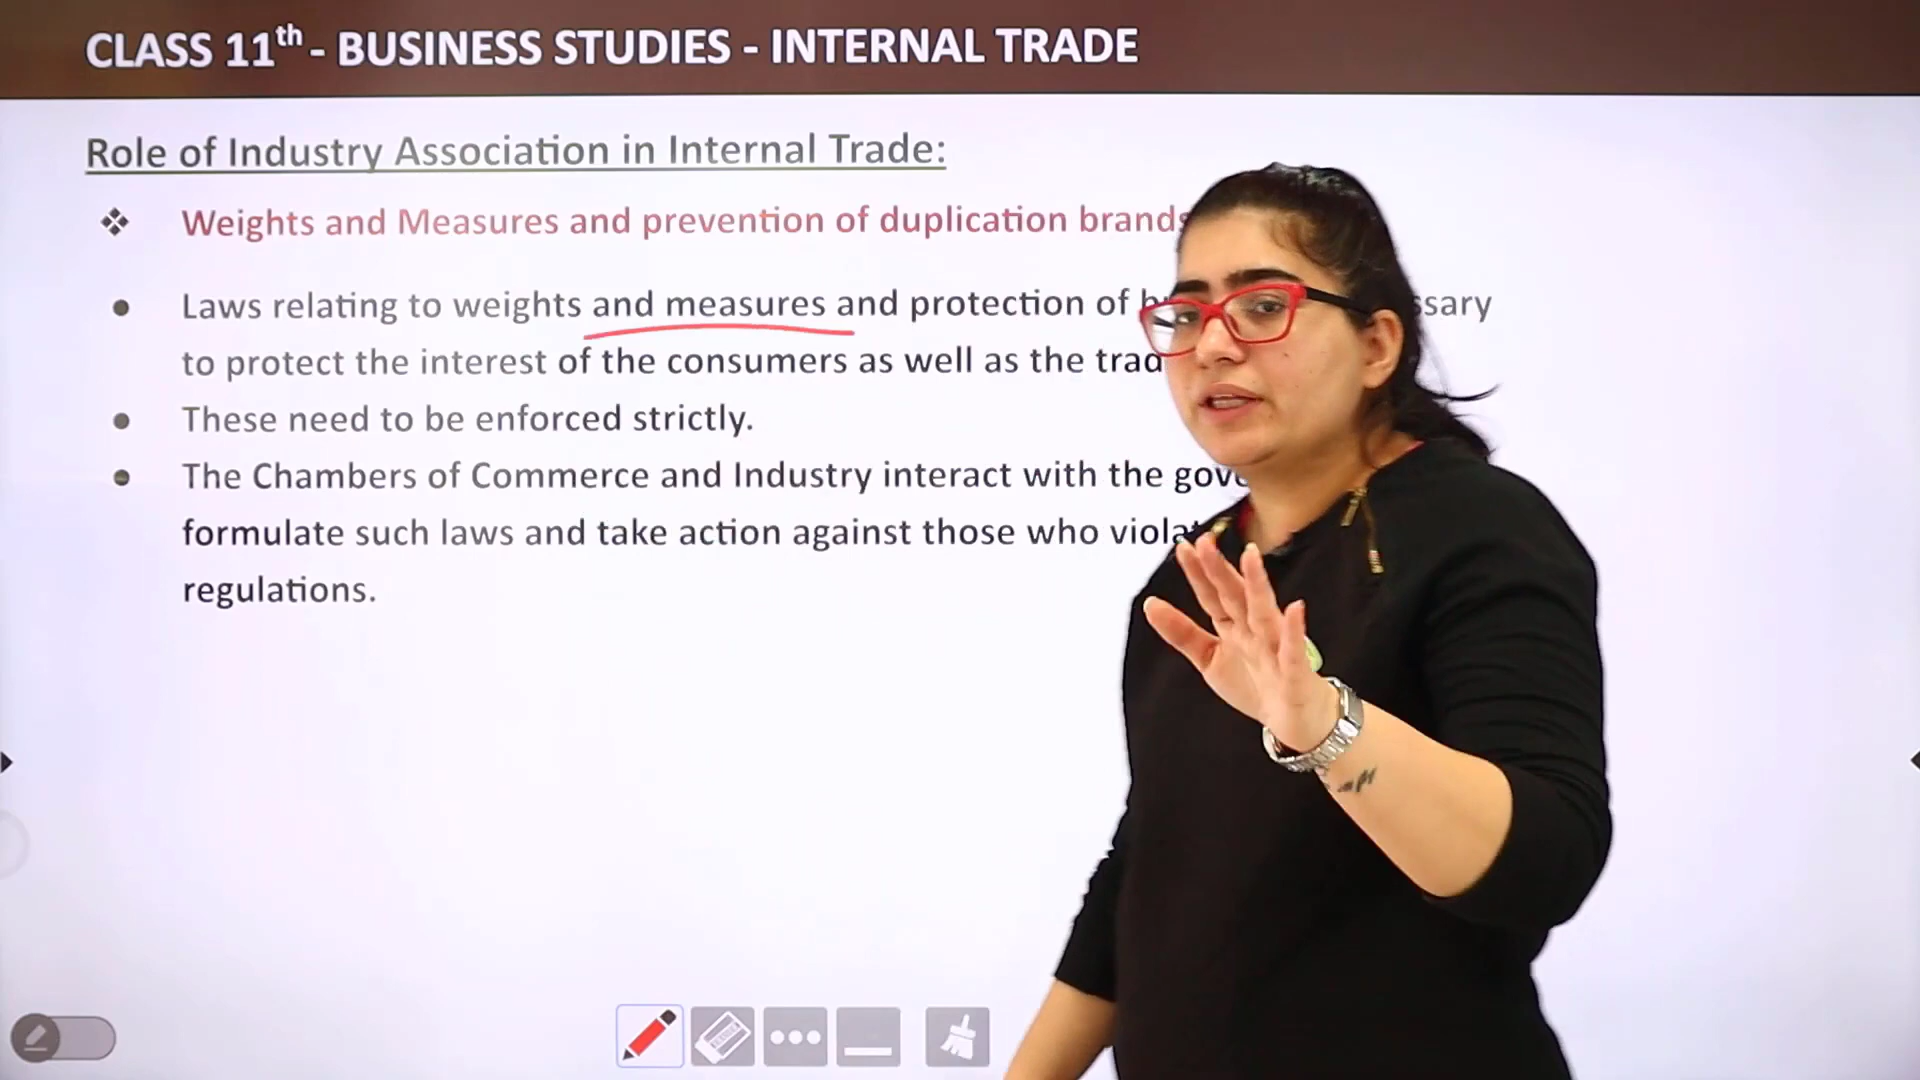 CLASS 11th - BUSINESS STUDIES - INTERNAL TRADE
Role of Industry Association in Internal Trade:
Weights and Measures and prevention of duplication brands
Laws relating to weights and measures and protection of
to protect the interest of the consumers as well as the
These need to be enforced strictly.
The Chambers of Commerce and Industry interact with the
formulate such laws and take action against those who
regulations.